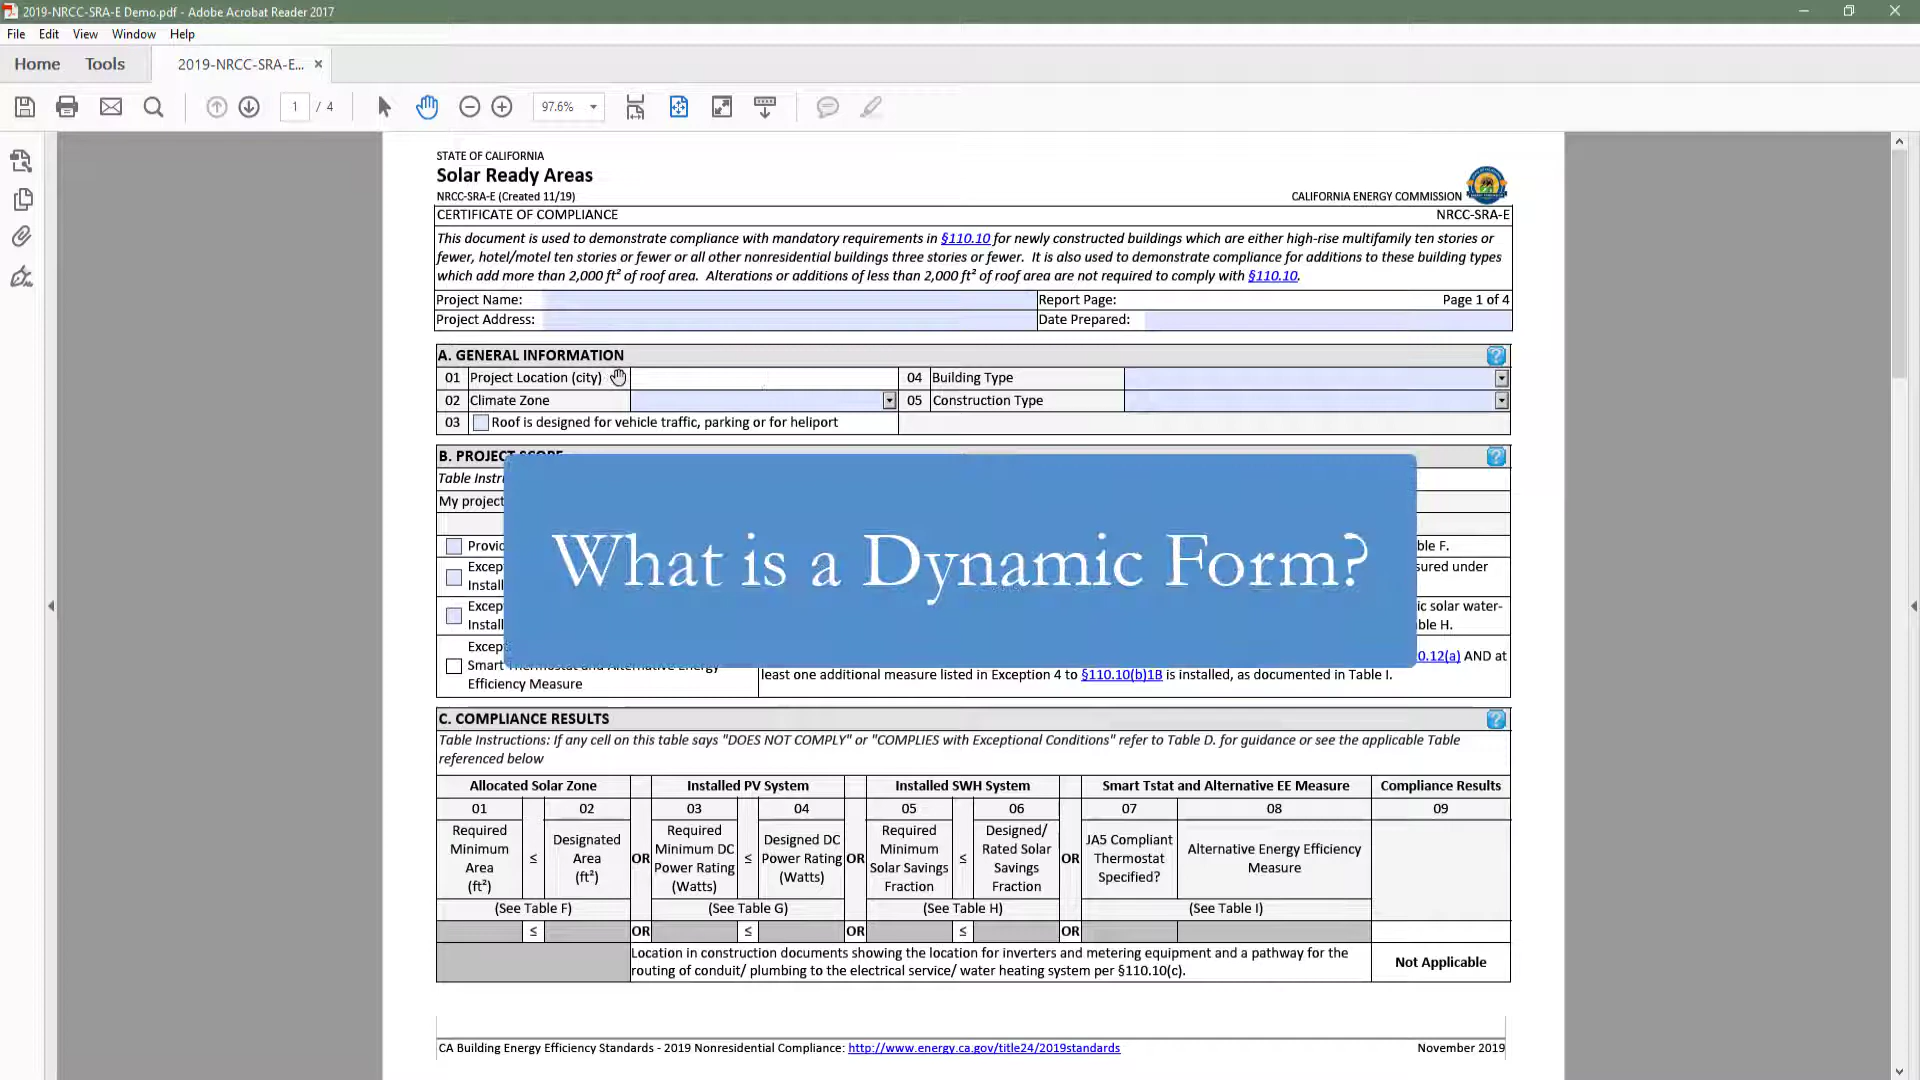 2019-NRCC-SRA-E Demo.pdf - Adobe Acrobat Reader 2017
File Edit View Window Help
Home Tools 2019-NRCC-SRA-E... ×
1 / 4 97.6%
STATE OF CALIFORNIA
Solar Ready Areas
NRCC-SRA-E (Created 11/19) CALIFORNIA ENERGY COMMISSION
CERTIFICATE OF COMPLIANCE NRCC-SRA-E
This document is used to demonstrate compliance with mandatory requirements in §110.10 for newly constructed buildings which are either high-rise multifamily ten stories or
fewer, hotel/motel ten stories or fewer or all other nonresidential buildings three stories or fewer. It is also used to demonstrate compliance for additions to these building types
which add more than 2,000 ft² of roof area. Alterations or additions of less than 2,000 ft² of roof area are not required to comply with §110.10.
Project Name: Report Page: Page 1 of 4
Project Address: Date Prepared:
A. GENERAL INFORMATION ?
01 Project Location (city) 04 Building Type
02 Climate Zone 05 Construction Type
03 Roof is designed for vehicle traffic, parking or for heliport
B. PROJECT SCOPE ?
Table Instr
My project
Provi ble F.
Excep sured under
Install
Excep ic solar water-
Install ble H.
Excep 0.12(a) AND at
Smart Thermostat and Alternative Energy
Efficiency Measure
least one additional measure listed in Exception 4 to §110.10(b)1B is installed, as documented in Table I.
What is a Dynamic Form?
C. COMPLIANCE RESULTS ?
Table Instructions: If any cell on this table says "DOES NOT COMPLY" or "COMPLIES with Exceptional Conditions" refer to Table D. for guidance or see the applicable Table
referenced below
Allocated Solar Zone Installed PV System Installed SWH System Smart Tstat and Alternative EE Measure Compliance Results
01 02 03 04 05 06 07 08 09
Required Minimum Area (ft²) ≤ Designated Area (ft²) OR Required Minimum DC Power Rating (Watts) ≤ Designed DC Power Rating (Watts) OR Required Minimum Solar Savings Fraction ≤ Designed/ Rated Solar Savings Fraction OR JA5 Compliant Thermostat Specified? Alternative Energy Efficiency Measure
(See Table F) (See Table G) (See Table H) (See Table I)
≤ OR ≤ OR ≤ OR
Location in construction documents showing the location for inverters and metering equipment and a pathway for the
routing of conduit/ plumbing to the electrical service/ water heating system per §110.10(c). Not Applicable
CA Building Energy Efficiency Standards - 2019 Nonresidential Compliance: http://www.energy.ca.gov/title24/2019standards November 2019